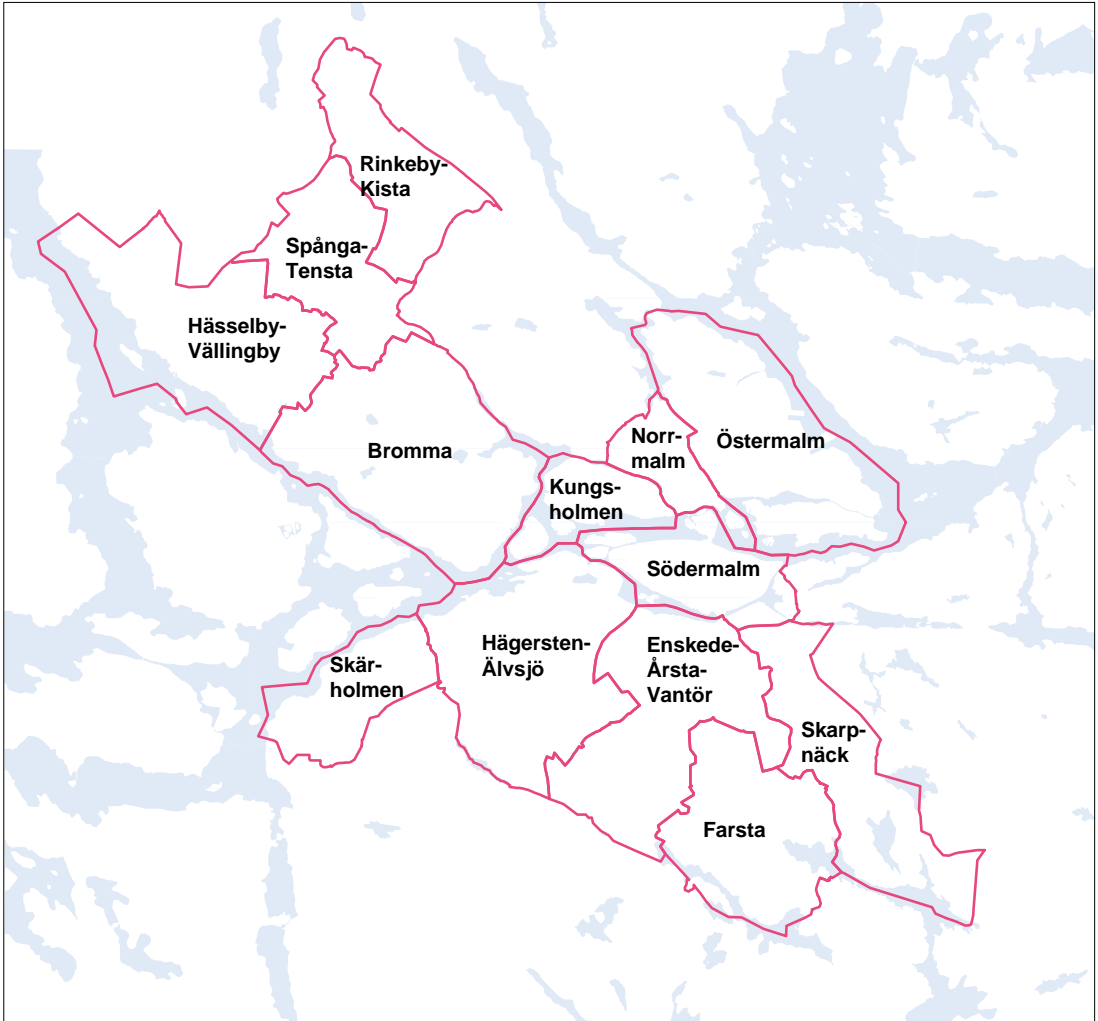 Rinkeby-
Kista
Spånga-
Tensta
Hässelby-
Vällingby
Bromma
Norr-
malm
Östermalm
Kungs-
holmen
Södermalm
Hägersten-
Älvsjö
Enskede-
Årsta-
Vantör
Skär-
holmen
Skarp-
näck
Farsta